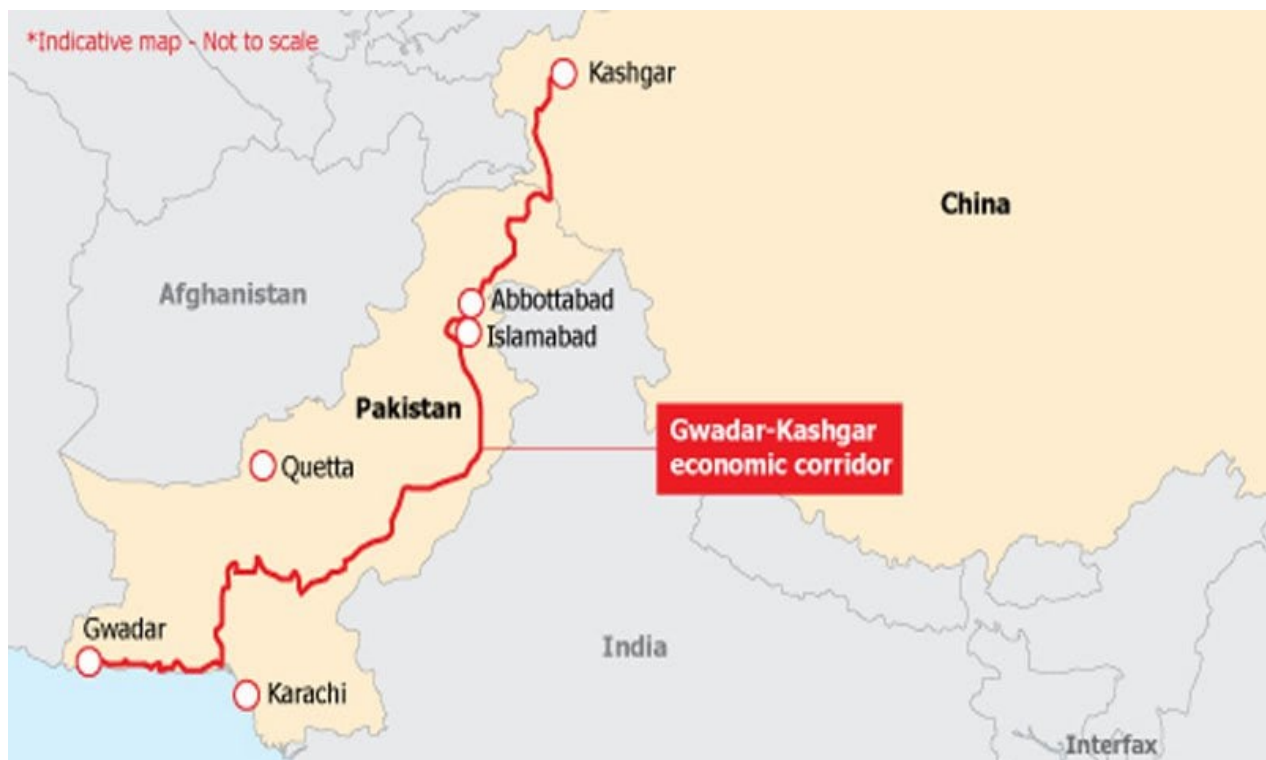 *Indicative map - Not to scale
Kashgar
China
Afghanistan
Abbottabad
Islamabad
Pakistan
Gwadar-Kashgar
economic corridor
Quetta
Gwadar
India
Karachi
Interfax